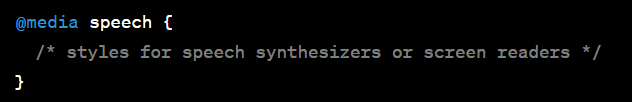 @media speech {
  /* styles for speech synthesizers or screen readers */
}